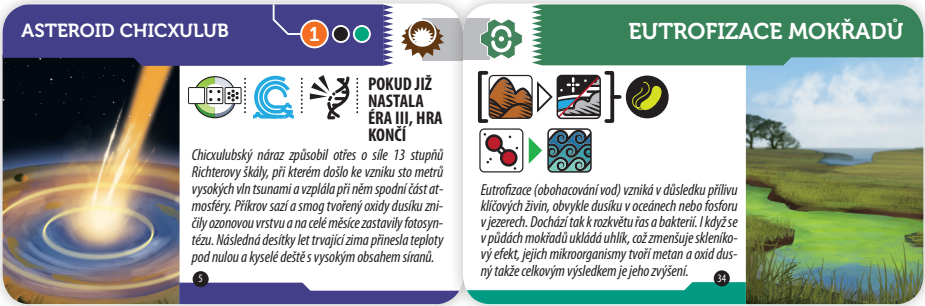 ASTEROID CHICXULUB
1
POKUD JIŽ
NASTALA
ÉRA III, HRA
KONČÍ
Chicxulubský náraz způsobil otřes o síle 13 stupňů
Richterovy škály, při kterém došlo ke vzniku sto metrů
vysokých vln tsunami a vzplála při něm spodní část at-
mosféry. Příkrov sazí a smog tvořený oxidy dusíku zni-
čily ozonovou vrstvu a na celé měsíce zastavily fotosyn-
tézu. Následná desítky let trvající zima přinesla teploty
pod nulou a kyselé deště s vysokým obsahem síranů.
5
EUTROFIZACE MOKŘADŮ
Eutrofizace (obohacování vod) vzniká v důsledku přílivu
klíčových živin, obvykle dusíku v oceánech nebo fosforu
v jezerech. Dochází tak k rozkvětu řas a bakterií. I když se
v půdách mokřadů ukládá uhlík, což zmenšuje skleníko-
vý efekt, jejich mikroorganismy tvoří metan a oxid dus-
ný takže celkovým výsledkem je jeho zvýšení.
34